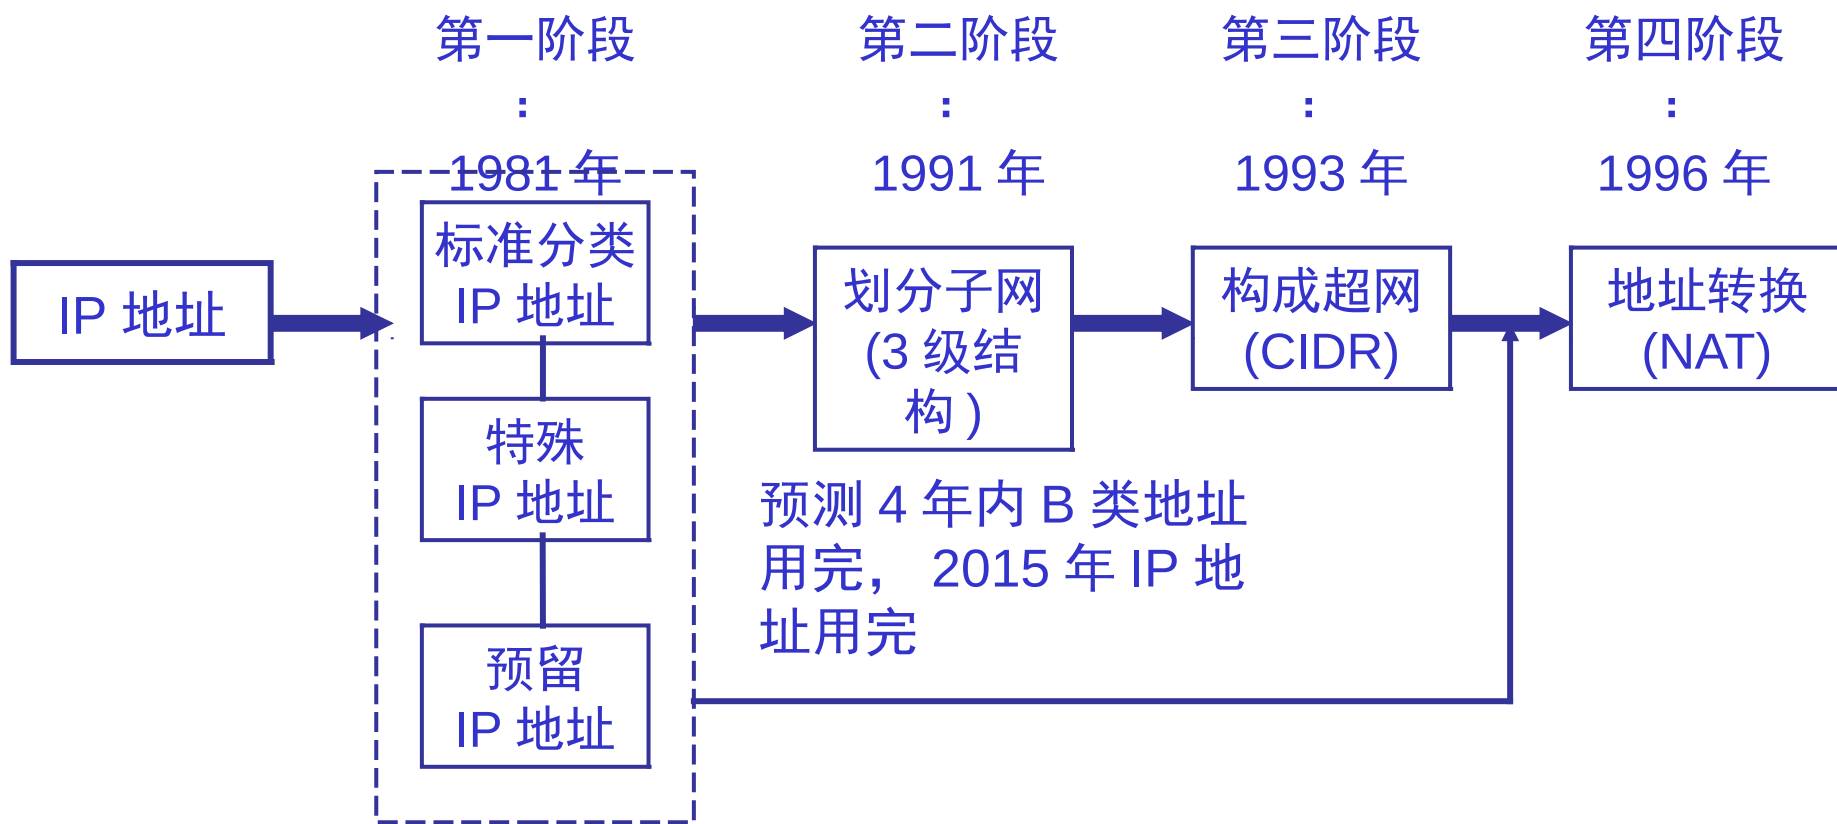 第一阶段
：
1981 年
第二阶段
：
1991 年
第三阶段
：
1993 年
第四阶段
：
1996 年
IP 地址
标准分类
IP 地址
特殊
IP 地址
预留
IP 地址
划分子网
(3 级结
构 )
构成超网
(CIDR)
地址转换
(NAT)
预测 4 年内 B 类地址
用完， 2015 年 IP 地
址用完